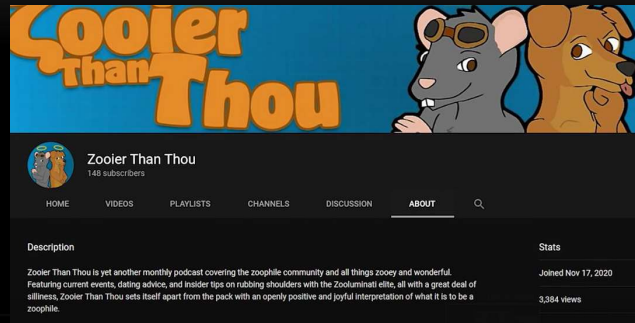 Zooier
Than
Thou
Zooier Than Thou
148 subscribers
HOME VIDEOS PLAYLISTS CHANNELS DISCUSSION ABOUT
Description Stats
Zooier Than Thou is yet another monthly podcast covering the zoophile community and all things zooey and wonderful. Joined Nov 17, 2020
Featuring current events, dating advice, and insider tips on rubbing shoulders with the Zooluminati elite, all with a great deal of
silliness, Zooier Than Thou sets itself apart from the pack with an openly positive and joyful interpretation of what it is to be a 3,384 views
zoophile.